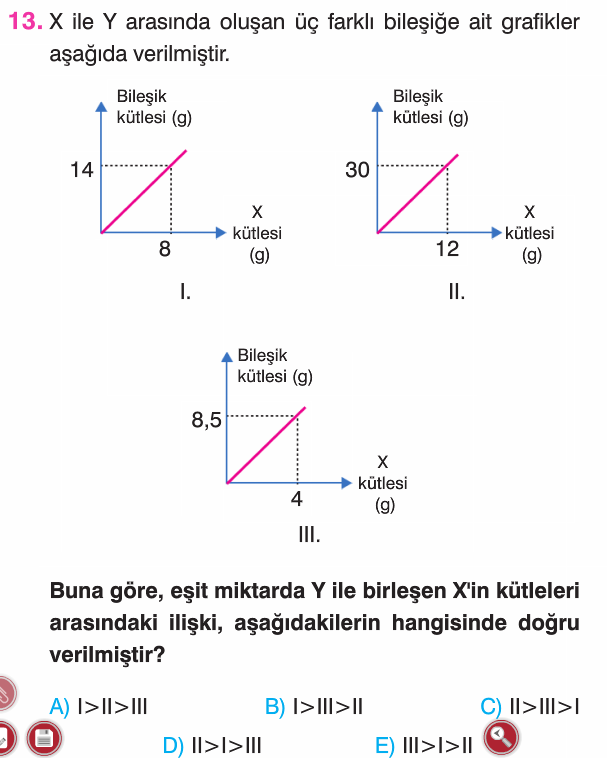 13. X ile Y arasında oluşan üç farklı bileşiğe ait grafikler
aşağıda verilmiştir.
Bileşik
kütlesi (g)
14
X
kütlesi
(g)
8
I.
Bileşik
kütlesi (g)
30
X
kütlesi
(g)
12
II.
Bileşik
kütlesi (g)
8,5
X
kütlesi
(g)
4
III.
Buna göre, eşit miktarda Y ile birleşen X'in kütleleri
arasındaki ilişki, aşağıdakilerin hangisinde doğru
verilmiştir?
A) I>II>III
B) I>III>II
C) II>III>I
D) II>I>III
E) III>I>II